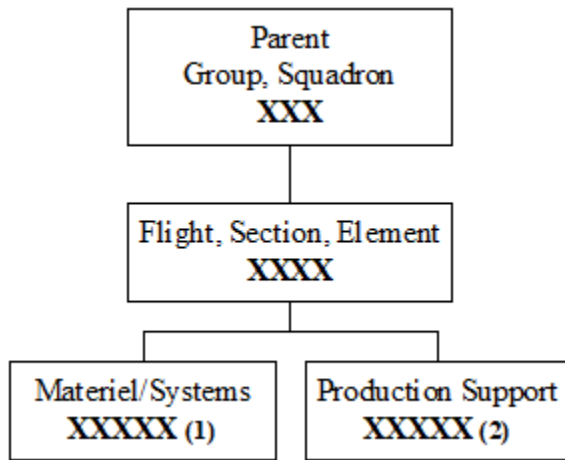 Parent
Group, Squadron
XXX
Flight, Section, Element
XXXX
Materiel/Systems
XXXXX (1)
Production Support
XXXXX (2)